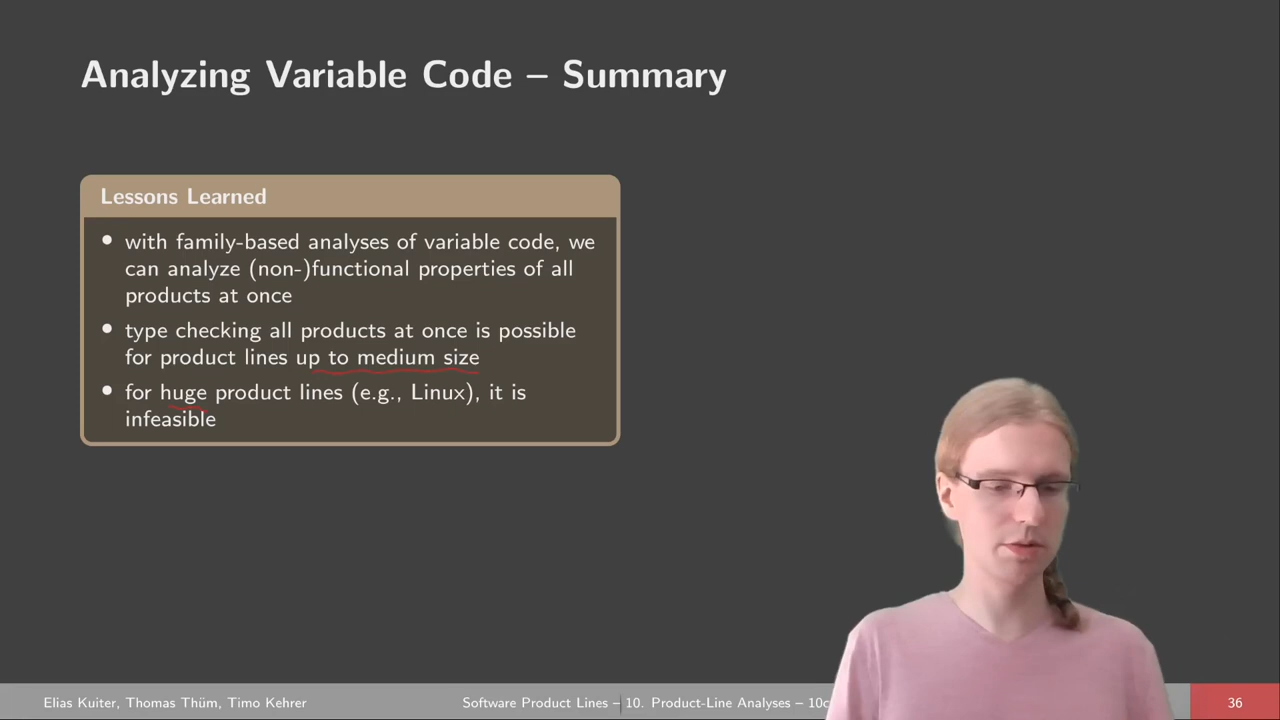 Analyzing Variable Code – Summary
Lessons Learned
• with family-based analyses of variable code, we
can analyze (non-)functional properties of all
products at once
• type checking all products at once is possible
for product lines up to medium size
• for huge product lines (e.g., Linux), it is
infeasible
Elias Kuiter, Thomas Thüm, Timo Kehrer
Software Product Lines – 10. Product-Line Analyses – 10c
36